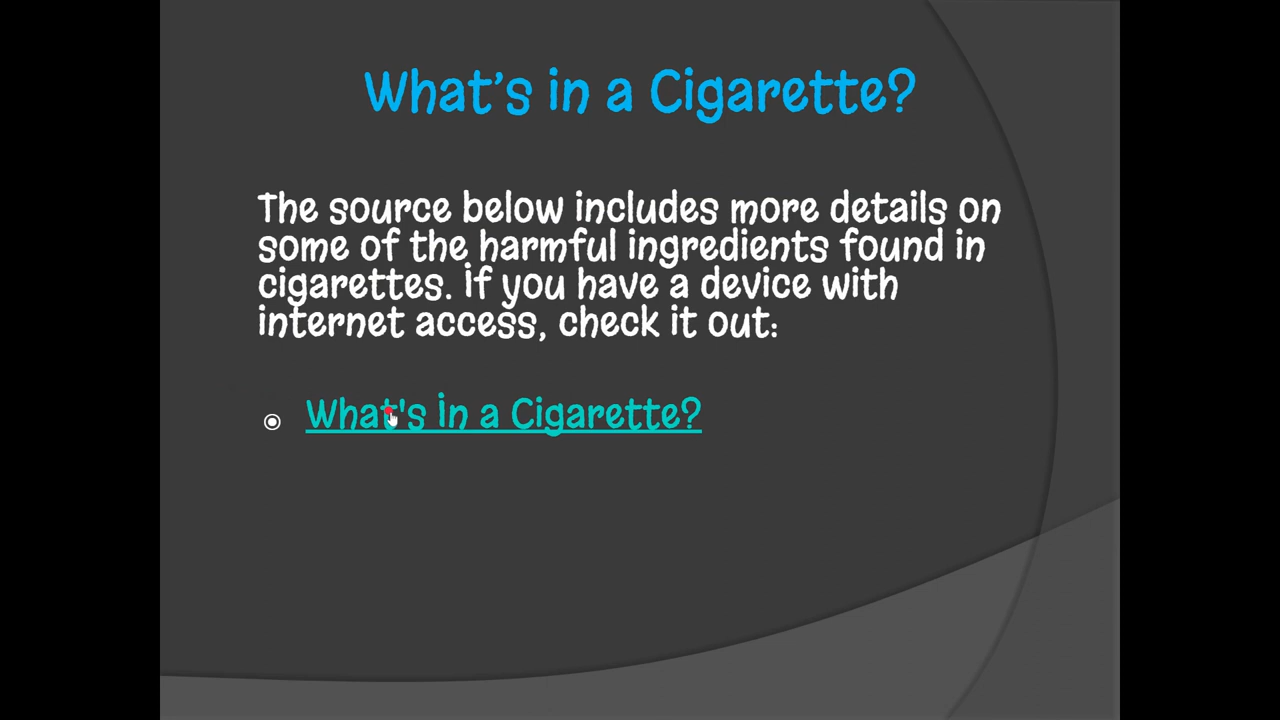 What's in a Cigarette?
The source below includes more details on
some of the harmful ingredients found in
cigarettes. If you have a device with
internet access, check it out:
What's in a Cigarette?